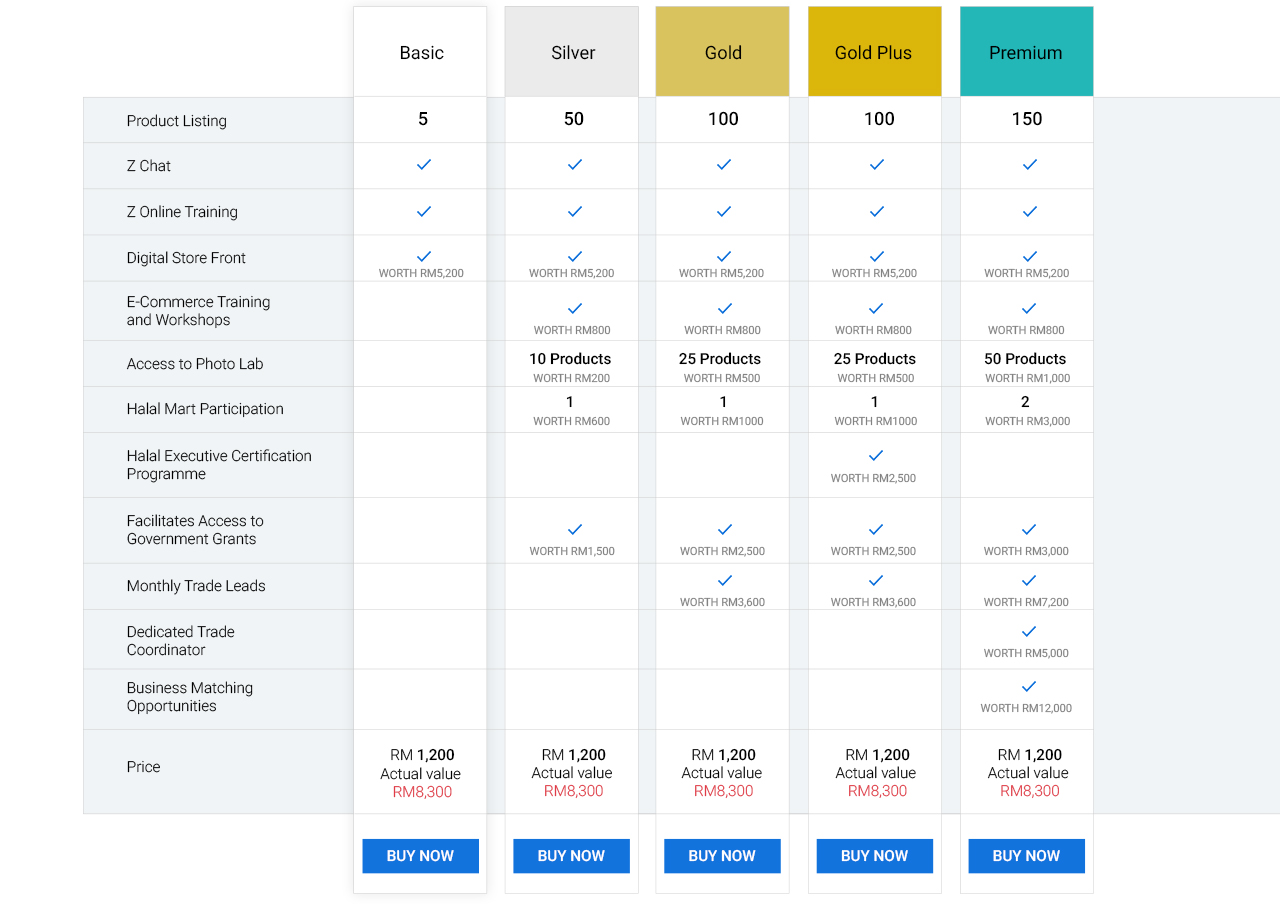 Basic Silver Gold Gold Plus Premium
Product Listing 5 50 100 100 150
Z Chat
Z Online Training
Digital Store Front
WORTH RM5,200 WORTH RM5,200 WORTH RM5,200 WORTH RM5,200 WORTH RM5,200
E-Commerce Training
and Workshops
WORTH RM800 WORTH RM800 WORTH RM800 WORTH RM800
Access to Photo Lab 10 Products 25 Products 25 Products 50 Products
WORTH RM200 WORTH RM500 WORTH RM500 WORTH RM1,000
Halal Mart Participation 1 1 1 2
WORTH RM600 WORTH RM1000 WORTH RM1000 WORTH RM3,000
Halal Executive Certification
Programme
WORTH RM2,500
Facilitates Access to
Government Grants
WORTH RM1,500 WORTH RM2,500 WORTH RM2,500 WORTH RM3,000
Monthly Trade Leads
WORTH RM3,600 WORTH RM3,600 WORTH RM7,200
Dedicated Trade
Coordinator
WORTH RM5,000
Business Matching
Opportunities
WORTH RM12,000
Price
RM 1,200 RM 1,200 RM 1,200 RM 1,200 RM 1,200
Actual value Actual value Actual value Actual value Actual value
RM8,300 RM8,300 RM8,300 RM8,300 RM8,300
BUY NOW BUY NOW BUY NOW BUY NOW BUY NOW